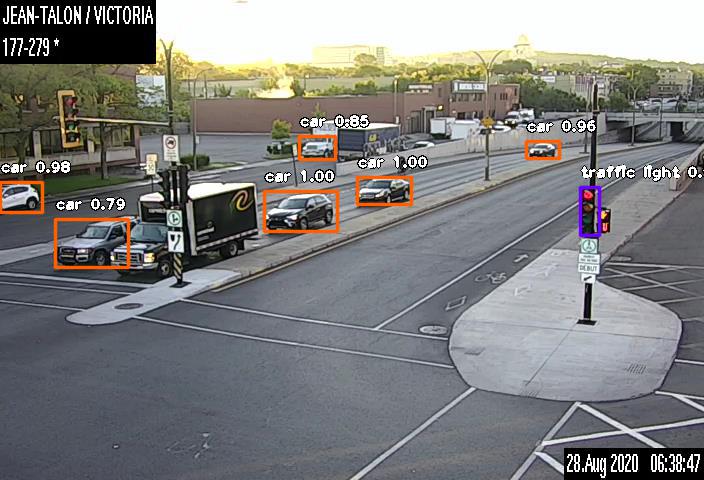 JEAN-TALON / VICTORIA
177-279 *
car 0.85
car 0.96
car 0.98
car 1.00
traffic light 0.
car 0.79
car 1.00
DÉBUT
28.Aug 2020 06:38:47